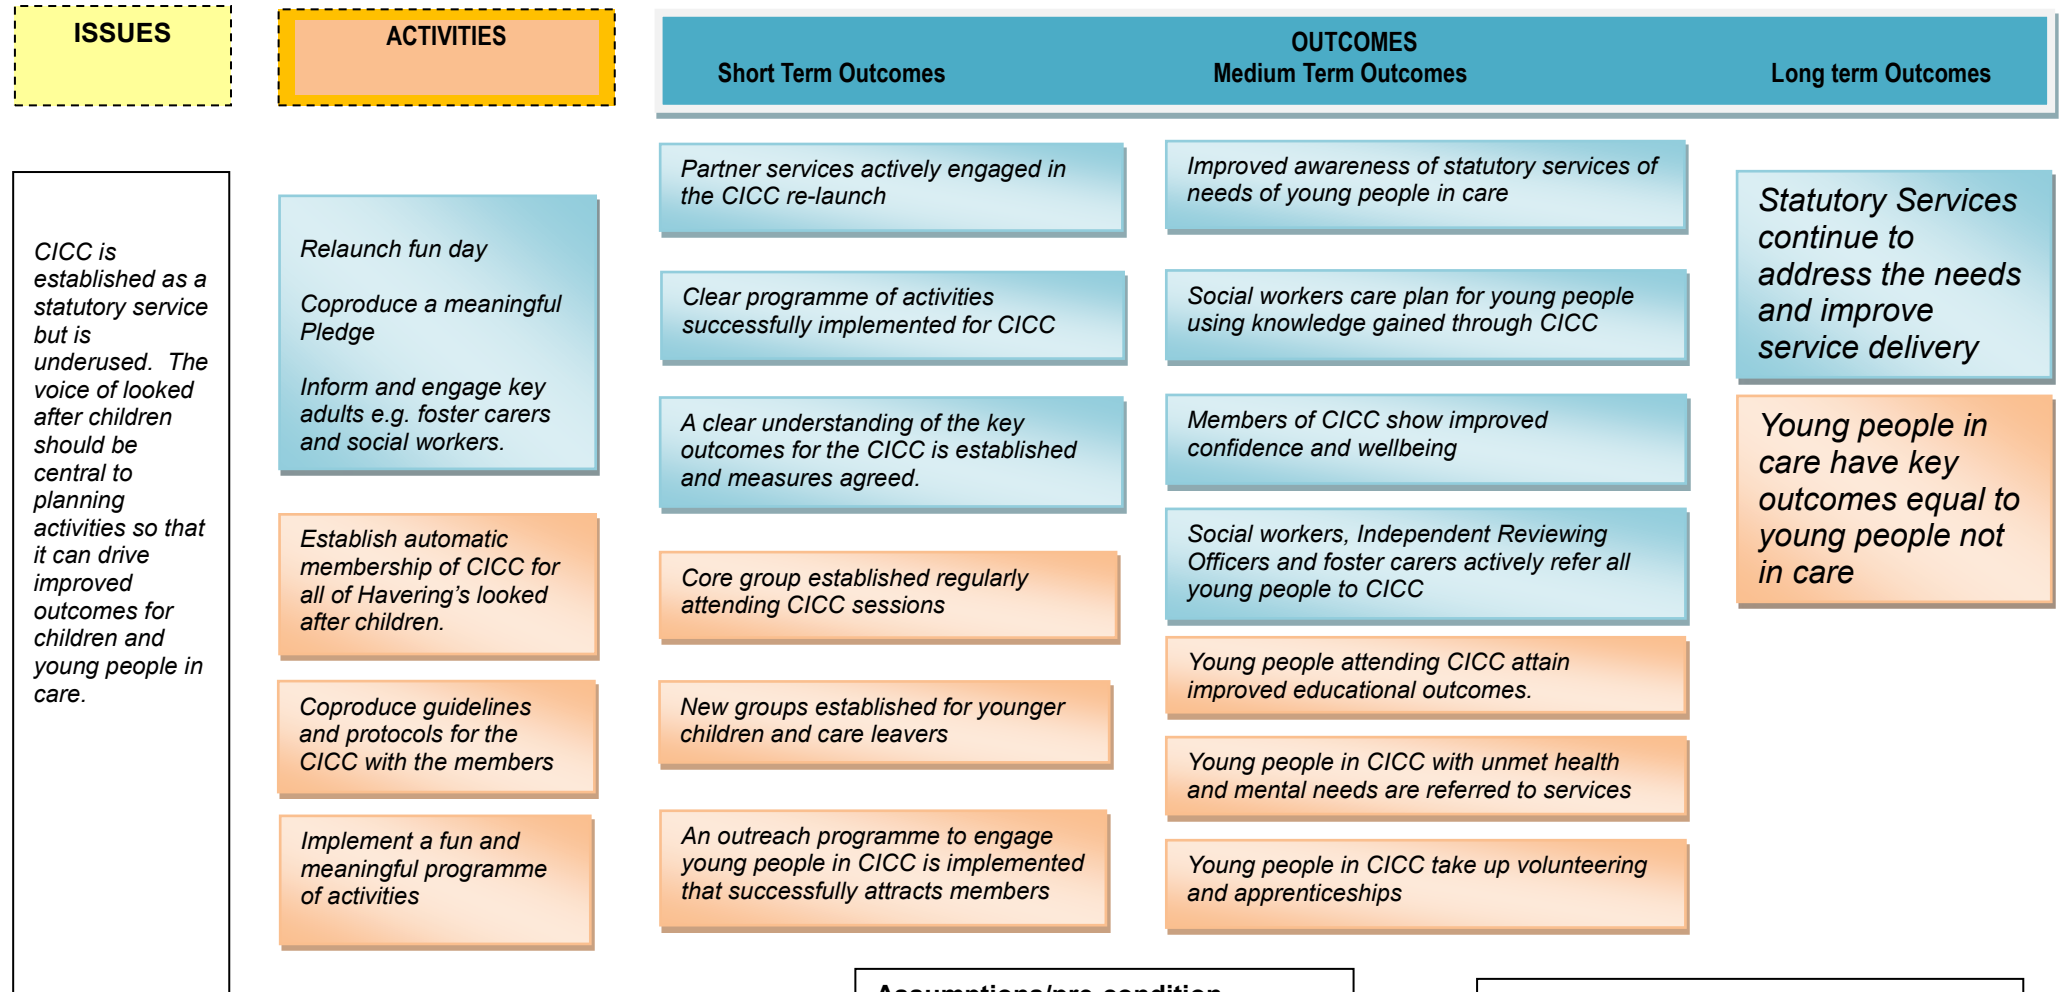 ISSUES
ACTIVITIES
OUTCOMES
Short Term Outcomes
Medium Term Outcomes
Long term Outcomes
CICC is
established as a
statutory service
but is
underused.  The
voice of looked
after children
should be
central to
planning
activities so that
it can drive
improved
outcomes for
children and
young people in
care.
Relaunch fun day
Coproduce a meaningful
Pledge
Inform and engage key
adults e.g. foster carers
and social workers.
Establish automatic
membership of CICC for
all of Havering’s looked
after children.
Coproduce guidelines
and protocols for the
CICC with the members
Implement a fun and
meaningful programme
of activities
Partner services actively engaged in
the CICC re-launch
Clear programme of activities
successfully implemented for CICC
A clear understanding of the key
outcomes for the CICC is established
and measures agreed.
Core group established regularly
attending CICC sessions
New groups established for younger
children and care leavers
An outreach programme to engage
young people in CICC is implemented
that successfully attracts members
Improved awareness of statutory services of
needs of young people in care
Social workers care plan for young people
using knowledge gained through CICC
Members of CICC show improved
confidence and wellbeing
Social workers, Independent Reviewing
Officers and foster carers actively refer all
young people to CICC
Young people attending CICC attain
improved educational outcomes.
Young people in CICC with unmet health
and mental needs are referred to services
Young people in CICC take up volunteering
and apprenticeships
Statutory Services
continue to
address the needs
and improve
service delivery
Young people in
care have key
outcomes equal to
young people not
in care
Assumptions/pre-condition